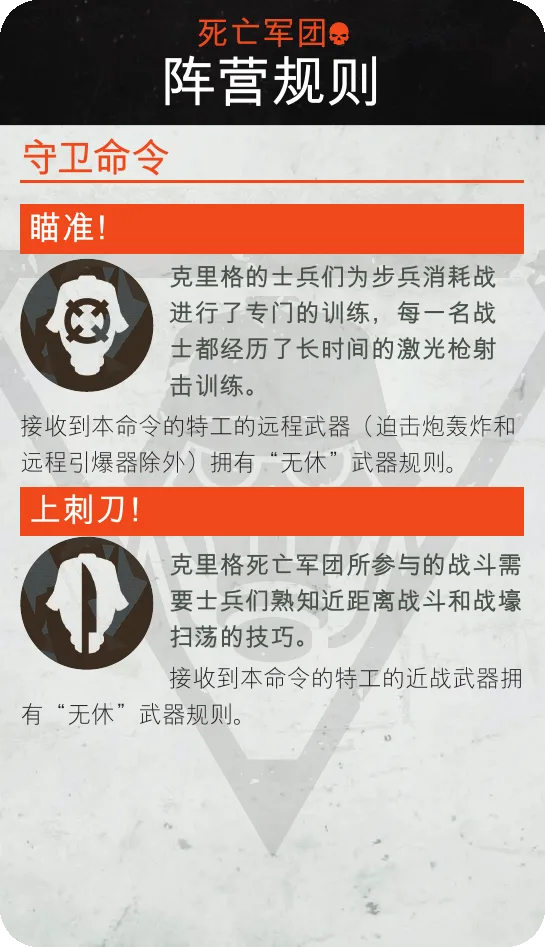 死亡军团
阵营规则
守卫命令
瞄准!
克里格的士兵们为步兵消耗战
进行了专门的训练，每一名战
士都经历了长时间的激光枪射
击训练。
接收到本命令的特工的远程武器（迫击炮轰炸和
远程引爆器除外）拥有“无休”武器规则。
上刺刀!
克里格死亡军团所参与的战斗需
要士兵们熟知近距离战斗和战壕
扫荡的技巧。
接收到本命令的特工的近战武器拥
有“无休”武器规则。